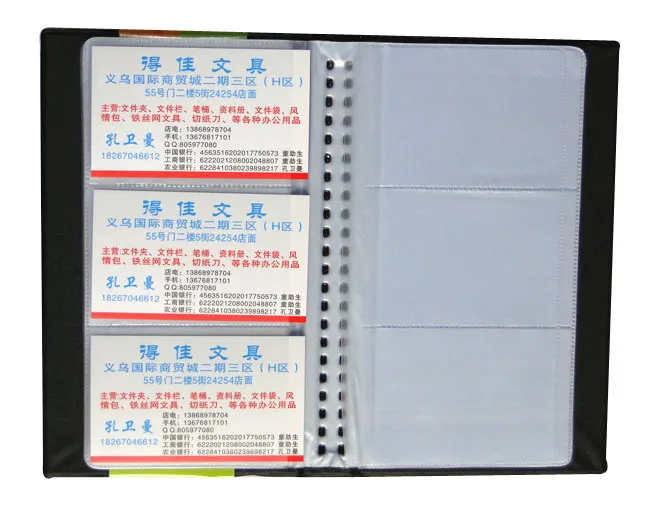 得佳文具
义乌国际商贸城二期三区（H区）
55号门二楼5街24254店面
主营:文件夹、文件栏、笔桶、资料册、文件袋、风
情包、铁丝网文具、切纸刀、等各种办公用品
店电：13868978704
孔卫曼 手机：13676817101
QQ:805977080
18267046612 中国银行：4563516202017750573 童助生
工商银行：6222021208002048807 童助生
农业银行：6228410380239898217 孔卫曼
得佳文具
义乌国际商贸城二期三区（H区）
55号门二楼5街24254店面
主营:文件夹、文件栏、笔桶、资料册、文件袋、风
情包、铁丝网文具、切纸刀、等各种办公用品
店电：13868978704
孔卫曼 手机：13676817101
QQ:805977080
18267046612 中国银行：4563516202017750573 童助生
工商银行：6222021208002048807 童助生
农业银行：6228410380239898217 孔卫曼
得佳文具
义乌国际商贸城二期三区（H区）
55号门二楼5街24254店面
主营:文件夹、文件栏、笔桶、资料册、文件袋、风
情包、铁丝网文具、切纸刀、等各种办公用品
店电：13868978704
孔卫曼 手机：13676817101
QQ:805977080
18267046612 中国银行：4563516202017750573 童助生
工商银行：6222021208002048807 童助生
农业银行：6228410380239898217 孔卫曼